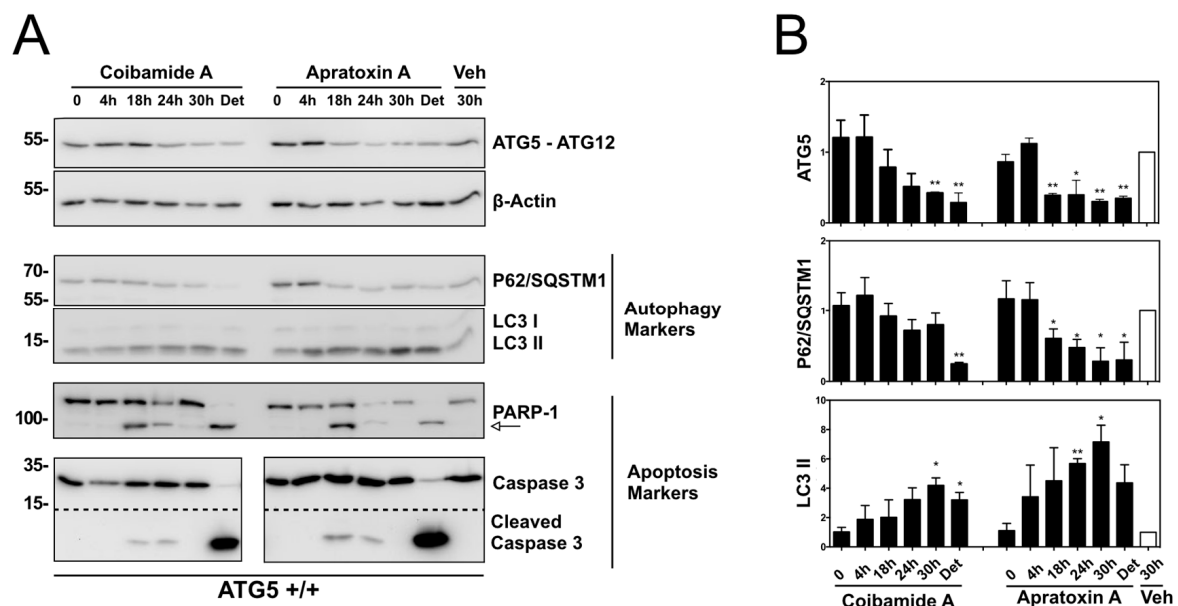 A
Coibamide A Apratoxin A Veh
0 4h 18h 24h 30h Det 0 4h 18h 24h 30h Det 30h
55- ATG5 - ATG12
55- β-Actin
70- P62/SQSTM1
55-
LC3 I
15- LC3 II
Autophagy
Markers
PARP-1
100-
35- Caspase 3
15-
Cleaved
Caspase 3
Apoptosis
Markers
ATG5 +/+
B
ATG5
2
1
0
** ** ** * ** **
P62/SQSTM1
2
1
0
** * * * *
LC3 II
10
8
6
4
2
0
* * ** *
0 4h 18h 24h 30h Det 0 4h 18h 24h 30h Det 30h
Coibamide A Apratoxin A Veh